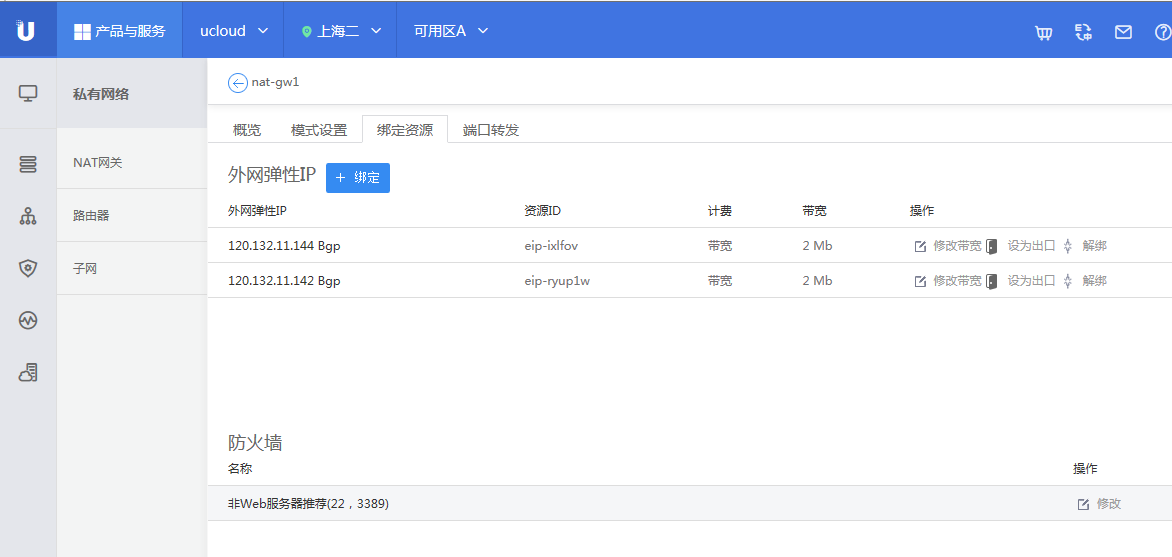 U 产品与服务 ucloud 上海二 可用区A
私有网络
nat-gw1
概览 模式设置 绑定资源 端口转发
NAT网关
路由器
子网
外网弹性IP + 绑定
外网弹性IP 资源ID 计费 带宽 操作
120.132.11.144 Bgp eip-ixlfov 带宽 2 Mb 修改带宽 设为出口 解绑
120.132.11.142 Bgp eip-ryup1w 带宽 2 Mb 修改带宽 设为出口 解绑
防火墙
名称 操作
非Web服务器推荐(22，3389) 修改